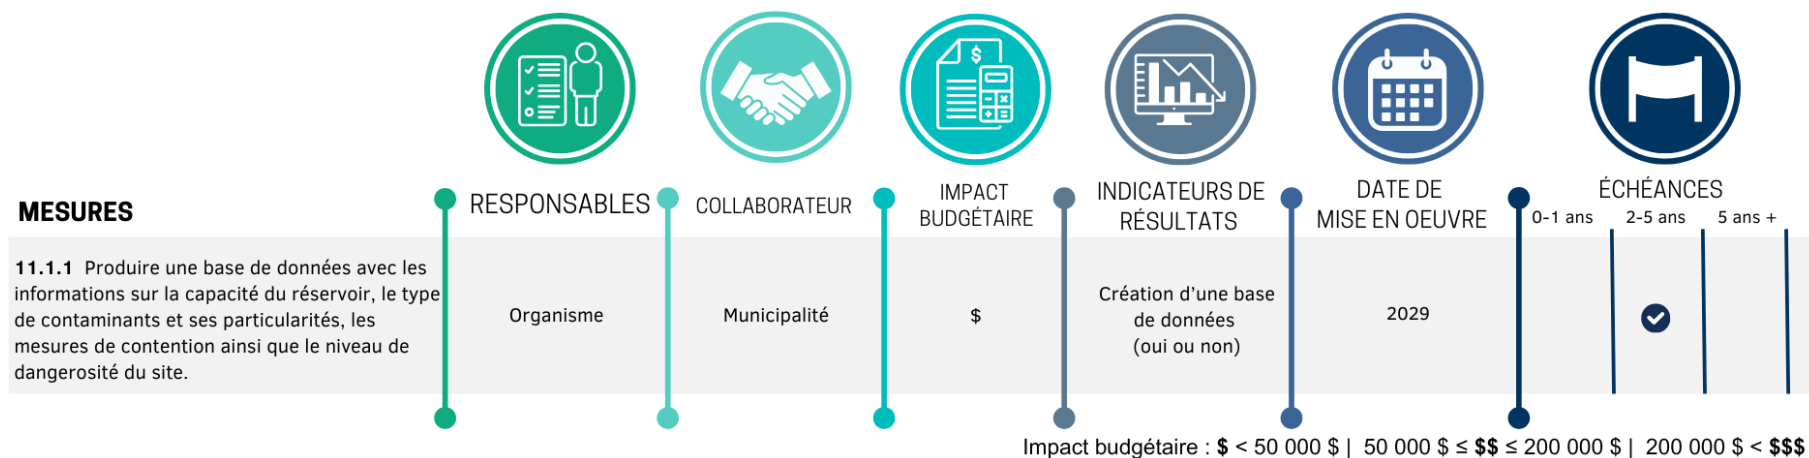 MESURES
RESPONSABLES
COLLABORATEUR
IMPACT
BUDGÉTAIRE
INDICATEURS DE
RÉSULTATS
DATE DE
MISE EN OEUVRE
ÉCHÉANCES
0-1 ans
2-5 ans
5 ans +
11.1.1 Produire une base de données avec les
informations sur la capacité du réservoir, le type
de contaminants et ses particularités, les
mesures de contention ainsi que le niveau de
dangerosité du site.
Organisme
Municipalité
$
Création d’une base
de données
(oui ou non)
2029
Impact budgétaire : $ < 50 000 $ | 50 000 $ ≤ $$ ≤ 200 000 $ | 200 000 $ < $$$